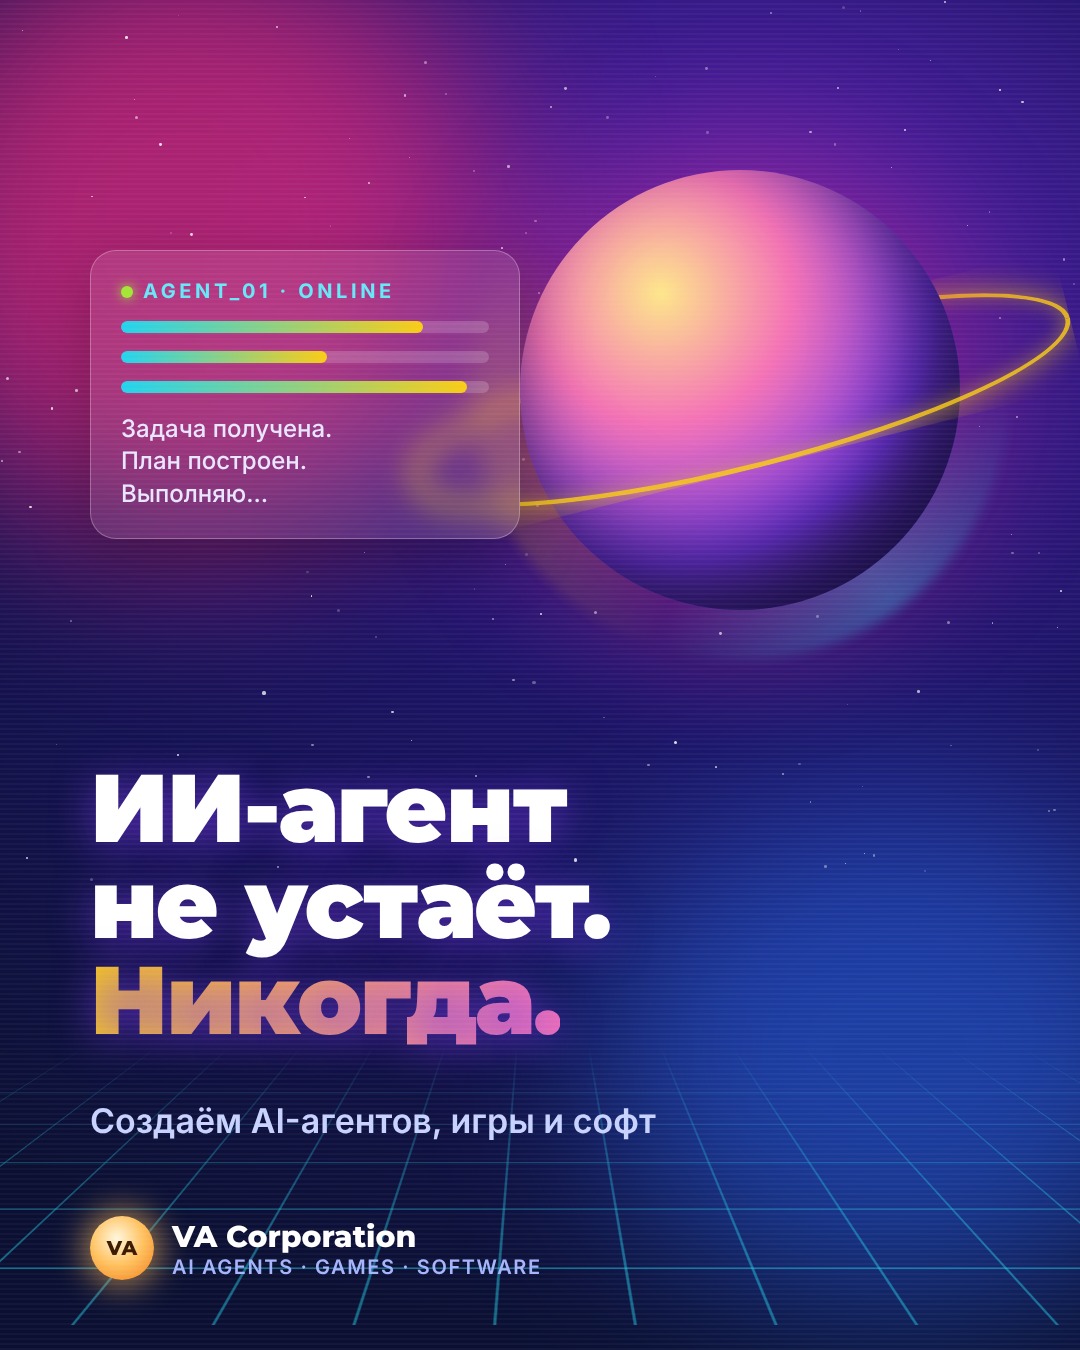 AGENT_01 · ONLINE
Задача получена.
План построен.
Выполняю...
ИИ-агент
не устаёт.
Никогда.
Создаём AI-агентов, игры и софт
VA
VA Corporation
AI AGENTS · GAMES · SOFTWARE